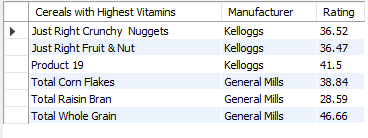 Cereals with Highest Vitamins Manufacturer Rating
Just Right Crunchy  Nuggets Kelloggs 36.52
Just Right Fruit & Nut Kelloggs 36.47
Product 19 Kelloggs 41.5
Total Corn Flakes General Mills 38.84
Total Raisin Bran General Mills 28.59
Total Whole Grain General Mills 46.66